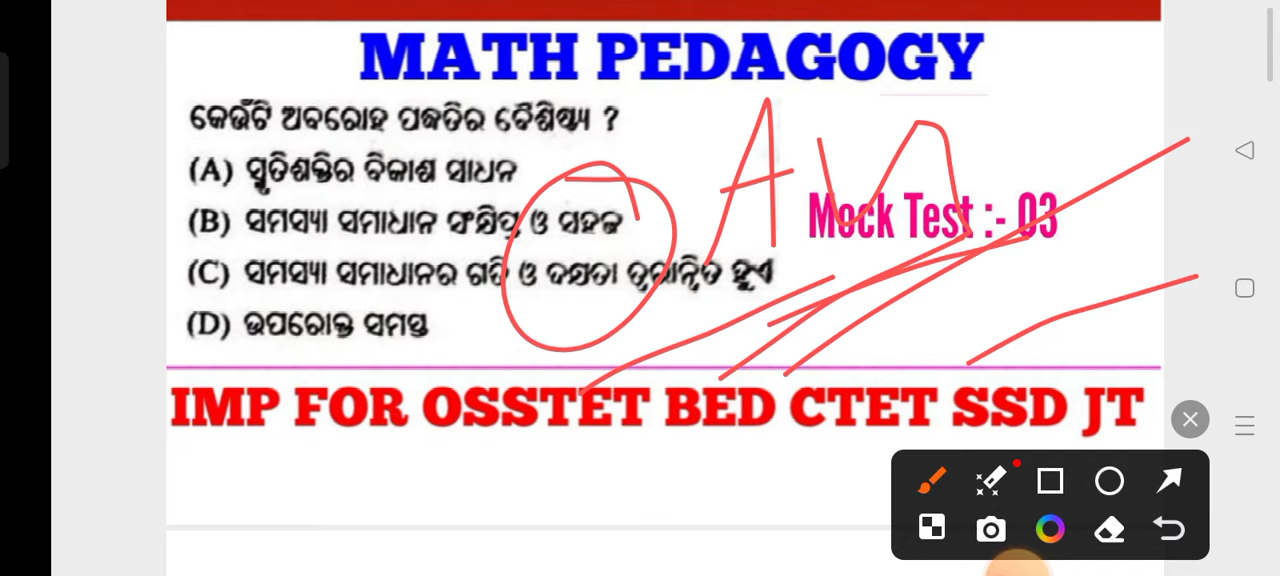 MATH PEDAGOGY
କେଉଁଟି ଅବରୋହ ପଦ୍ଧତିର ବୈଶିଷ୍ଟ୍ୟ ?
(A) ସ୍ମୃତିଶକ୍ତିର ବିକାଶ ସାଧନ
An
(B) ସମସ୍ୟା ସମାଧାନ ସଂକ୍ଷିପ୍ତ ଓ ସହଜ
Mock Test :- 03
(C) ସମସ୍ୟା ସମାଧାନର ଗତି ଓ ଦକ୍ଷତା ତ୍ୱରାନ୍ୱିତ ହୁଏ
(D) ଉପରୋକ୍ତ ସମସ୍ତ
IMP FOR OSSTET BED CTET SSD JT